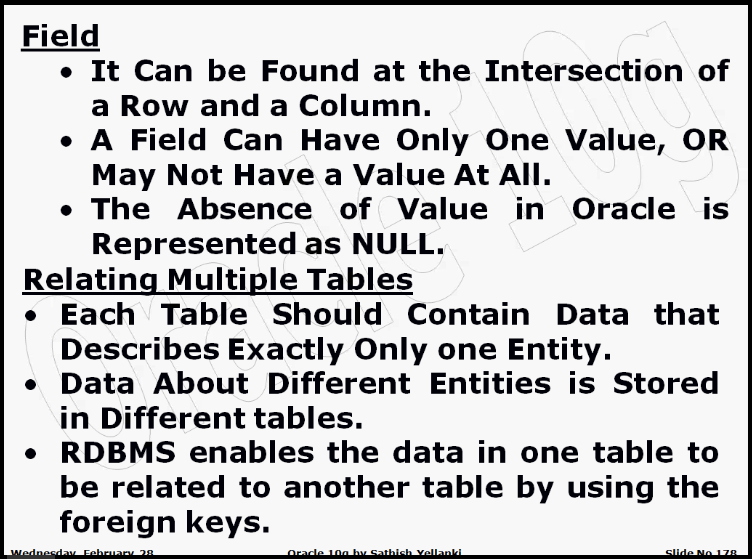 Field
• It Can be Found at the Intersection of
a Row and a Column.
• A Field Can Have Only One Value, OR
May Not Have a Value At All.
• The Absence of Value in Oracle is
Represented as NULL.
Relating Multiple Tables
• Each Table Should Contain Data that
Describes Exactly Only one Entity.
• Data About Different Entities is Stored
in Different tables.
• RDBMS enables the data in one table to
be related to another table by using the
foreign keys.
Wednesday, February 28 Oracle 10g by Sathish Yellanki Slide No 178
Oracle 10g